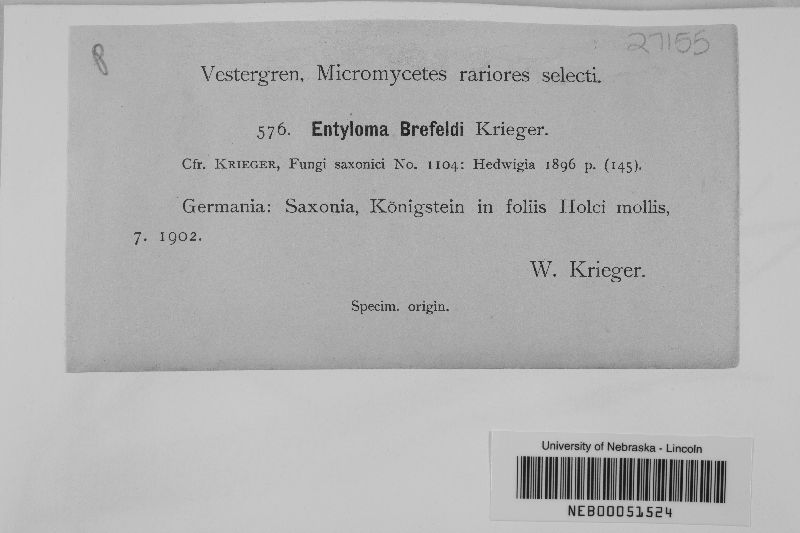 8
27155
Vestergren, Micromycetes rariores selecti.
576. Entyloma Brefeldi Krieger.
Cfr. KRIEGER, Fungi saxonici No. 1104: Hedwigia 1896 p. (145).
Germania: Saxonia, Königstein in foliis Holci mollis,
7. 1902.
W. Krieger.
Specim. origin.
University of Nebraska - Lincoln
NEB00051524